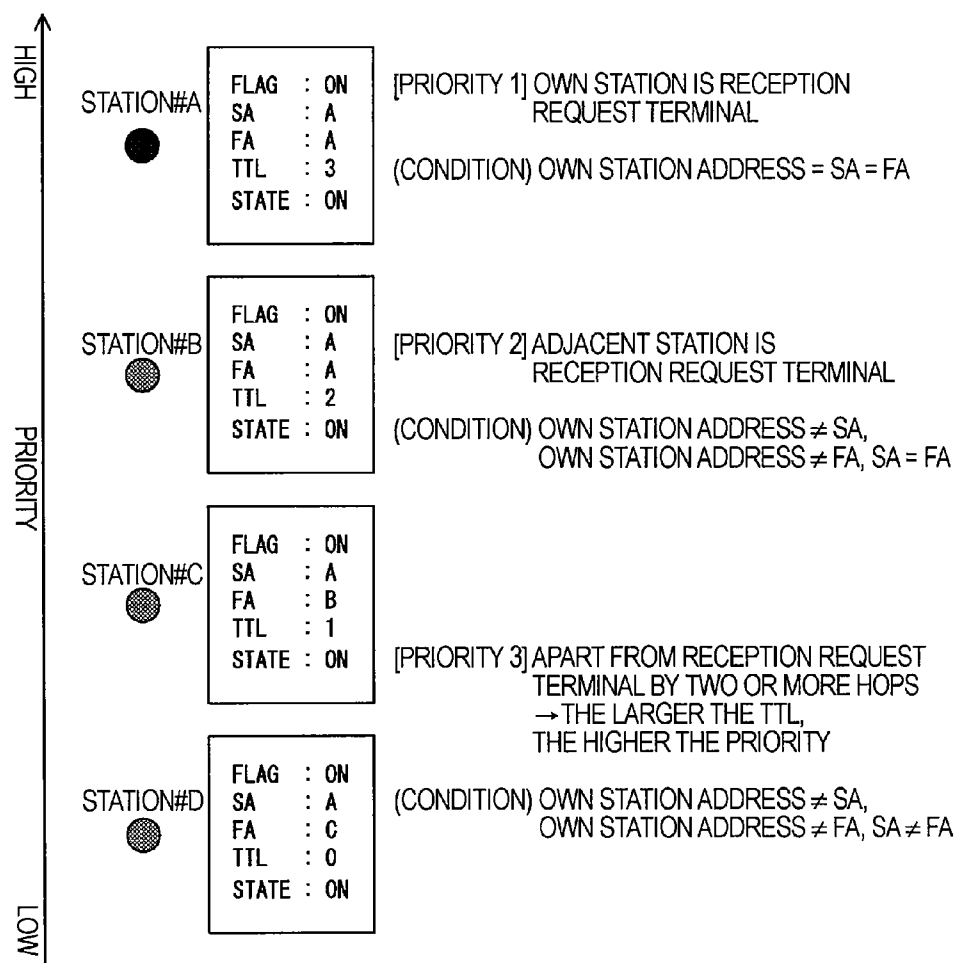 HIGH
STATION#A
FLAG : ON
SA : A
FA : A
TTL : 3
STATE : ON
[PRIORITY 1] OWN STATION IS RECEPTION
REQUEST TERMINAL
(CONDITION) OWN STATION ADDRESS = SA = FA
STATION#B
FLAG : ON
SA : A
FA : A
TTL : 2
STATE : ON
[PRIORITY 2] ADJACENT STATION IS
RECEPTION REQUEST TERMINAL
(CONDITION) OWN STATION ADDRESS ≠ SA,
OWN STATION ADDRESS ≠ FA, SA = FA
PRIORITY
STATION#C
FLAG : ON
SA : A
FA : B
TTL : 1
STATE : ON
[PRIORITY 3] APART FROM RECEPTION REQUEST
TERMINAL BY TWO OR MORE HOPS
→THE LARGER THE TTL,
THE HIGHER THE PRIORITY
STATION#D
FLAG : ON
SA : A
FA : C
TTL : 0
STATE : ON
(CONDITION) OWN STATION ADDRESS ≠ SA,
OWN STATION ADDRESS ≠ FA, SA ≠ FA
LOW